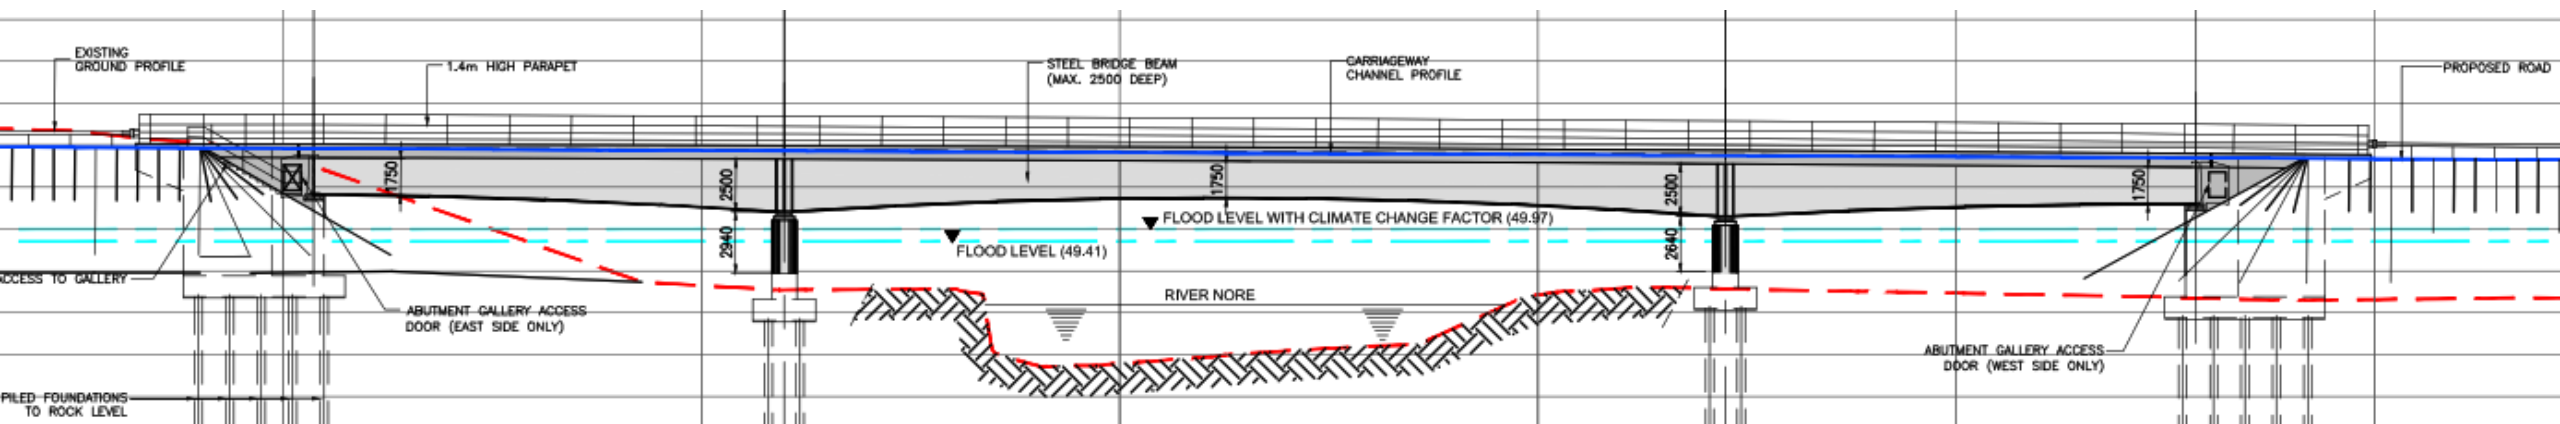 EXISTING
GROUND PROFILE
1.4m HIGH PARAPET
STEEL BRIDGE BEAM
(MAX. 2500 DEEP)
CARRIAGEWAY
CHANNEL PROFILE
PROPOSED ROAD
1750
2500
1750
2500
1750
2940
2640
FLOOD LEVEL WITH CLIMATE CHANGE FACTOR (49.97)
FLOOD LEVEL (49.41)
ACCESS TO GALLERY
RIVER NORE
ABUTMENT GALLERY ACCESS
DOOR (EAST SIDE ONLY)
ABUTMENT GALLERY ACCESS
DOOR (WEST SIDE ONLY)
PILED FOUNDATIONS
TO ROCK LEVEL